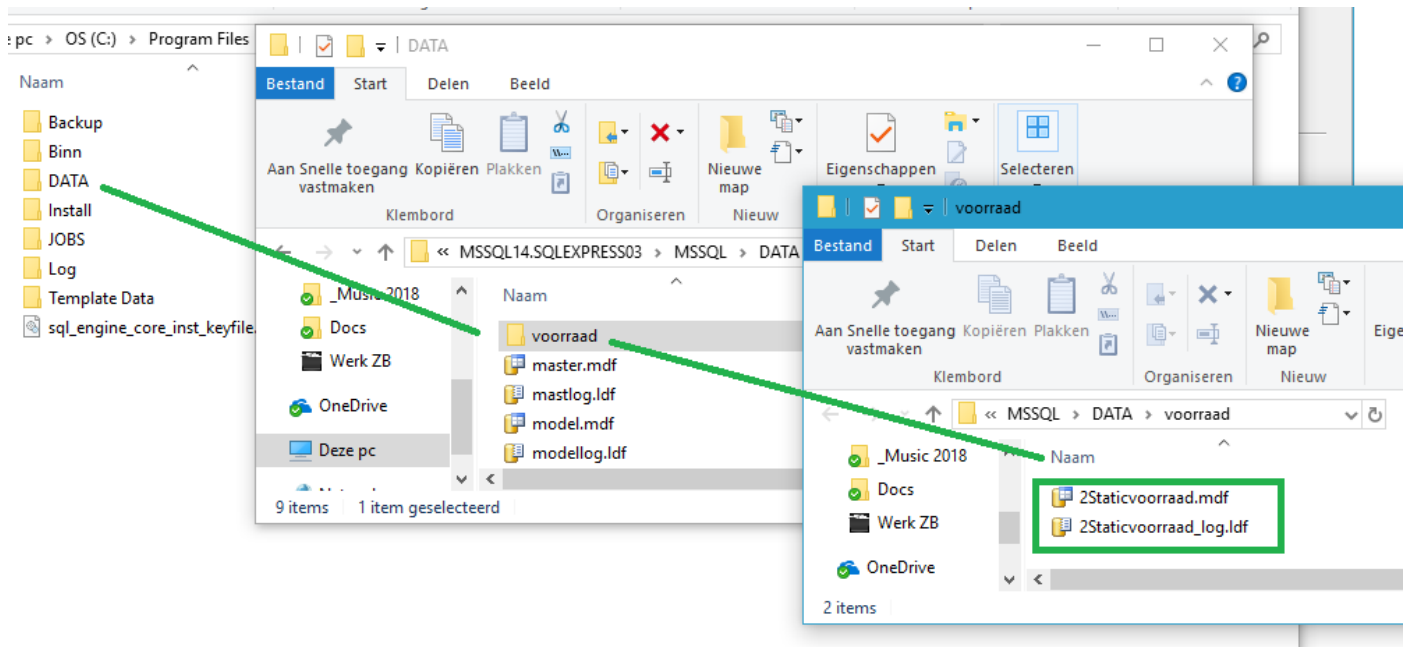 pc > OS (C:) > Program Files
Naam
Backup
Binn
DATA
Install
JOBS
Log
Template Data
sql_engine_core_inst_keyfile.
DATA
Bestand Start Delen Beeld
Aan Snelle toegang vastmaken
Kopiëren
Plakken
Nieuwe map
Eigenschappen
Selecteren
Klembord Organiseren Nieuw
« MSSQL14.SQLEXPRESS03 > MSSQL > DATA
_Music 2018
Docs
Werk ZB
OneDrive
Deze pc
Naam
voorraad
master.mdf
mastlog.ldf
model.mdf
modellog.ldf
9 items 1 item geselecteerd
voorraad
Bestand Start Delen Beeld
Aan Snelle toegang vastmaken
Kopiëren
Plakken
Nieuwe map
Klembord Organiseren Nieuw
« MSSQL > DATA > voorraad
_Music 2018
Docs
Werk ZB
OneDrive
Naam
2Staticvoorraad.mdf
2Staticvoorraad_log.ldf
2 items